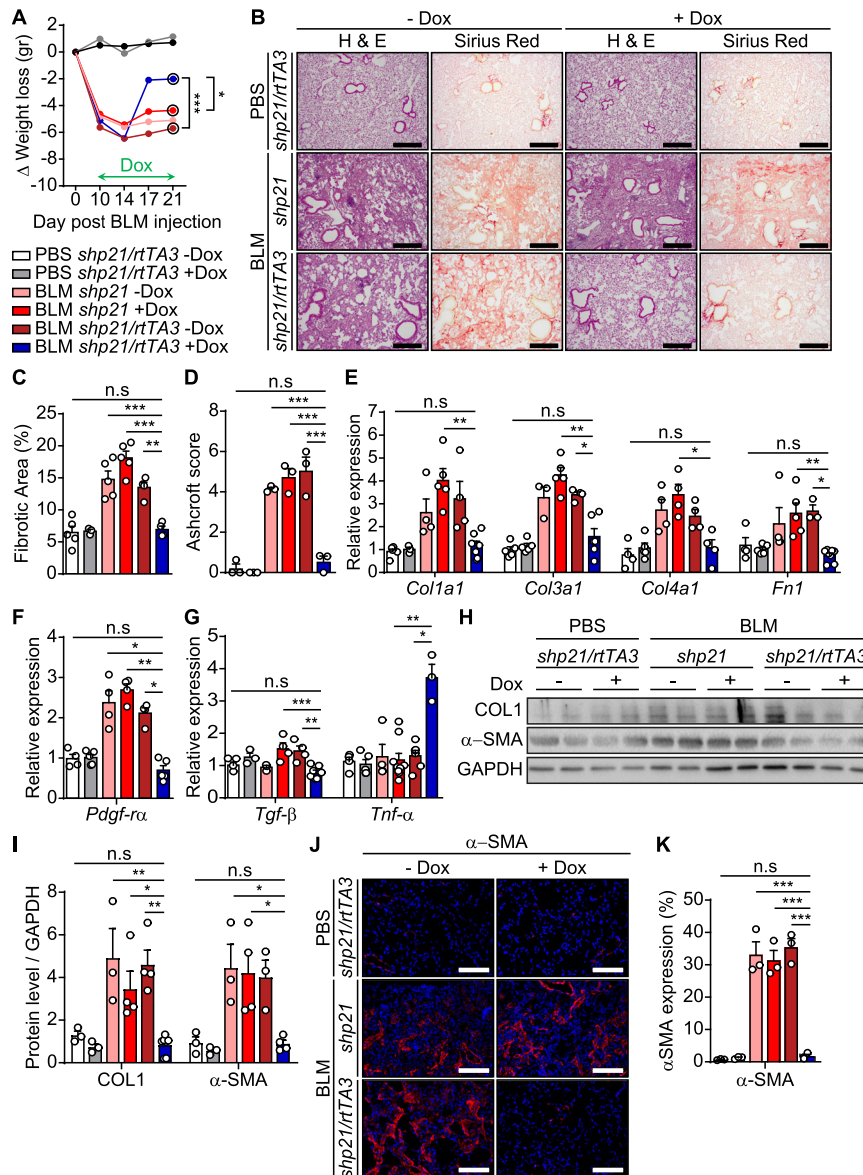 A
Δ Weight loss (gr)
2
0
-2
-4
-6
-8
-10
Dox
*
***
0 10 14 17 21
Day post BLM injection
PBS shp21/rtTA3 -Dox
PBS shp21/rtTA3 +Dox
BLM shp21 -Dox
BLM shp21 +Dox
BLM shp21/rtTA3 -Dox
BLM shp21/rtTA3 +Dox
B
- Dox + Dox
H & E Sirius Red H & E Sirius Red
PBS
shp21/rtTA3
BLM
shp21
shp21/rtTA3
C
Fibrotic Area (%)
25
20
15
10
5
0
n.s
***
***
**
D
Ashcroft score
8
6
4
2
0
n.s
***
***
***
E
Relative expression
7
6
5
4
3
2
1
0
n.s
**
n.s
**
*
n.s
*
n.s
**
*
Col1a1 Col3a1 Col4a1 Fn1
F
Relative expression
4
3
2
1
0
n.s
*
**
*
Pdgf-rα
G
Relative expression
5
4
3
2
1
0
n.s
***
**
**
*
Tgf-β Tnf-α
H
PBS BLM
shp21/rtTA3 shp21 shp21/rtTA3
Dox - + - + - +
COL1
α-SMA
GAPDH
I
Protein level / GAPDH
8
6
4
2
0
n.s
**
*
**
n.s
*
*
COL1 α-SMA
J
α-SMA
- Dox + Dox
PBS
shp21/rtTA3
BLM
shp21
shp21/rtTA3
K
αSMA expression (%)
50
40
30
20
10
0
n.s
***
***
***
α-SMA